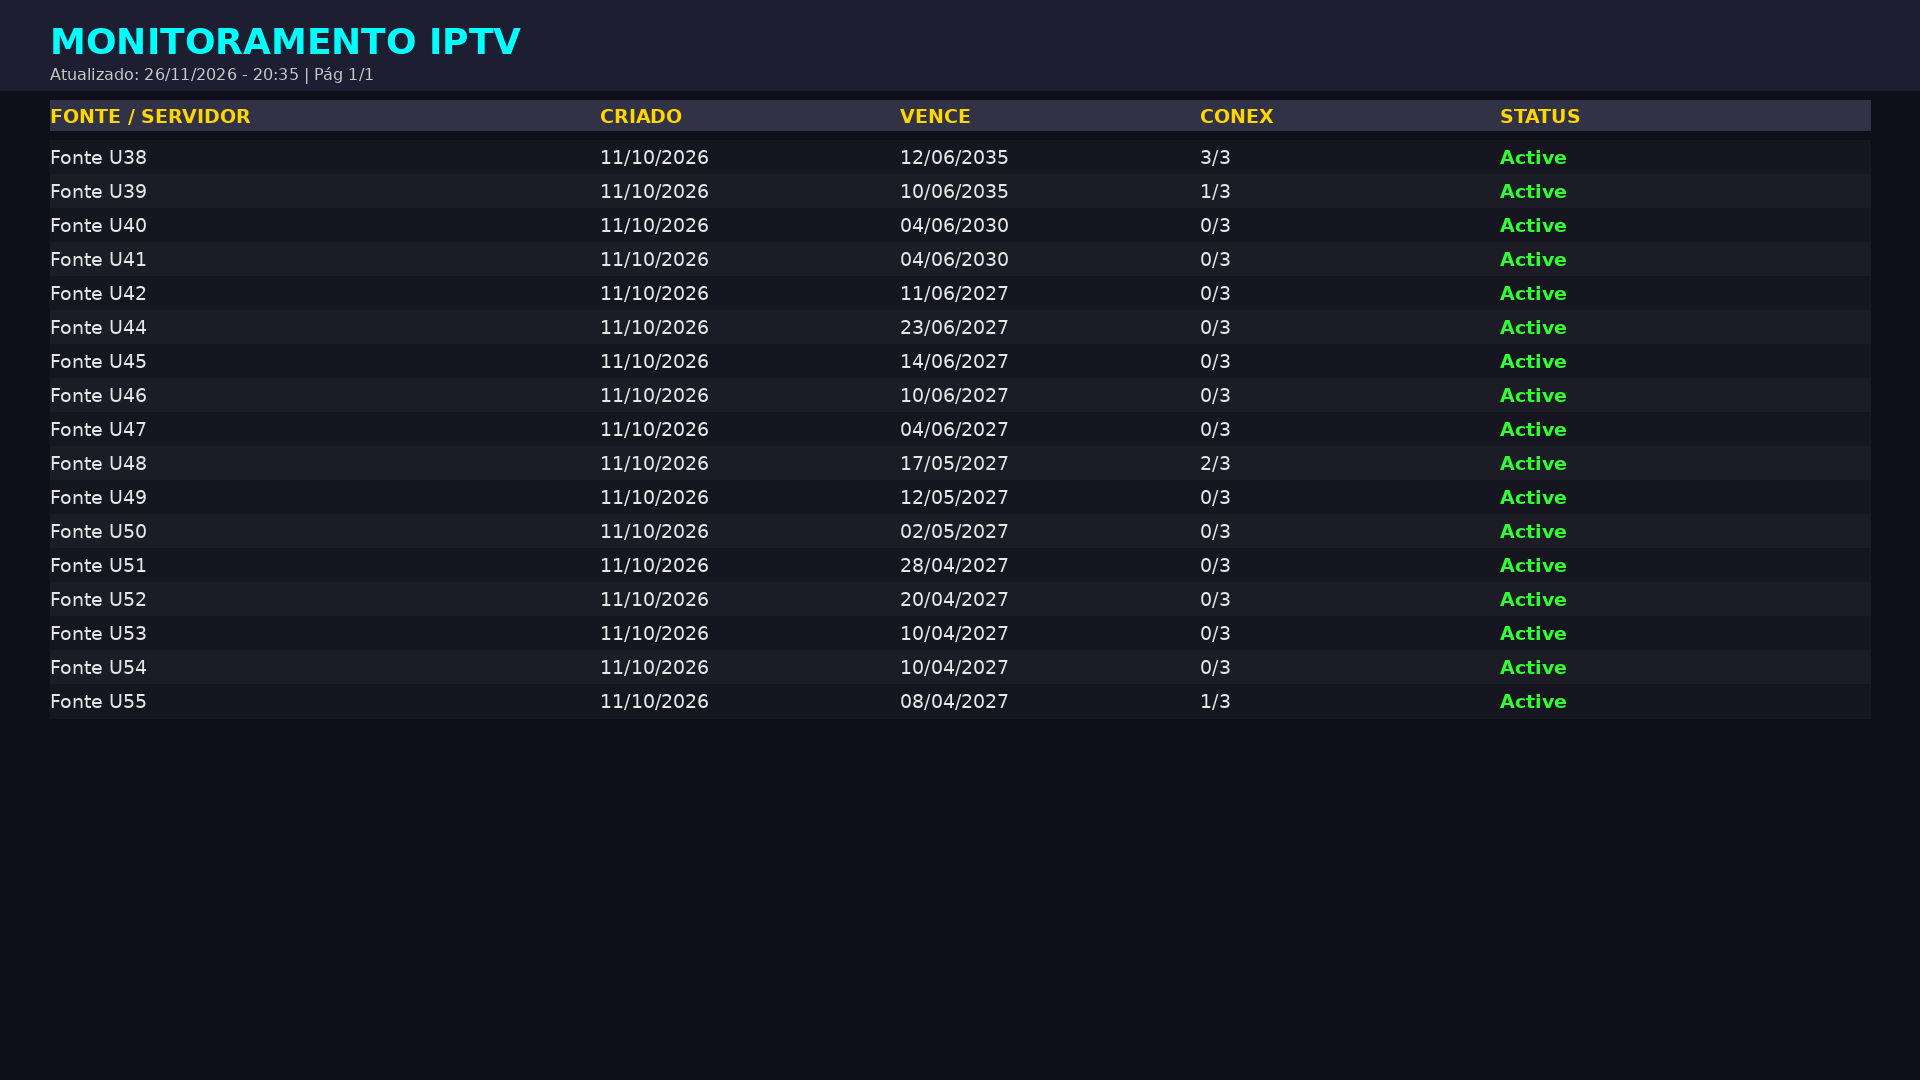 MONITORAMENTO IPTV
Atualizado: 26/11/2026 - 20:35 | Pág 1/1
FONTE / SERVIDOR CRIADO VENCE CONEX STATUS
Fonte U38 11/10/2026 12/06/2035 3/3 Active
Fonte U39 11/10/2026 10/06/2035 1/3 Active
Fonte U40 11/10/2026 04/06/2030 0/3 Active
Fonte U41 11/10/2026 04/06/2030 0/3 Active
Fonte U42 11/10/2026 11/06/2027 0/3 Active
Fonte U44 11/10/2026 23/06/2027 0/3 Active
Fonte U45 11/10/2026 14/06/2027 0/3 Active
Fonte U46 11/10/2026 10/06/2027 0/3 Active
Fonte U47 11/10/2026 04/06/2027 0/3 Active
Fonte U48 11/10/2026 17/05/2027 2/3 Active
Fonte U49 11/10/2026 12/05/2027 0/3 Active
Fonte U50 11/10/2026 02/05/2027 0/3 Active
Fonte U51 11/10/2026 28/04/2027 0/3 Active
Fonte U52 11/10/2026 20/04/2027 0/3 Active
Fonte U53 11/10/2026 10/04/2027 0/3 Active
Fonte U54 11/10/2026 10/04/2027 0/3 Active
Fonte U55 11/10/2026 08/04/2027 1/3 Active